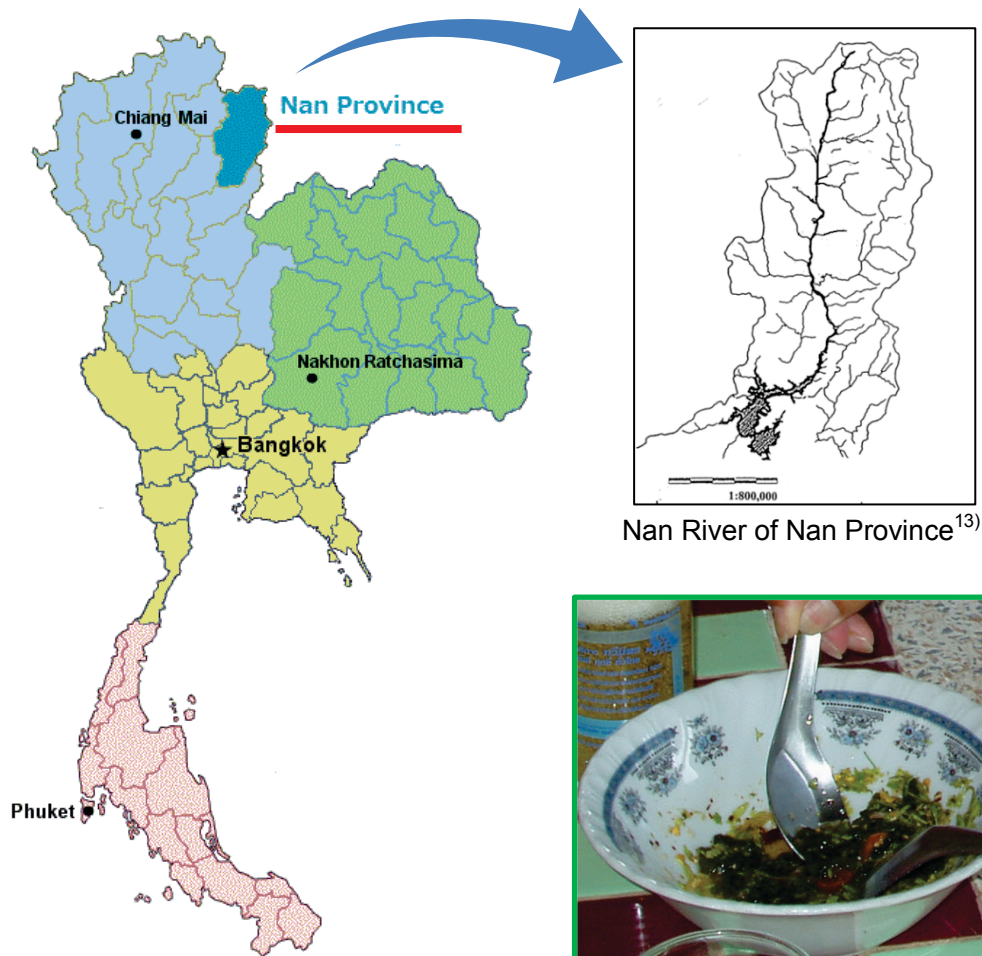 Nan Province
Chiang Mai
Nakhon Ratchasima
Bangkok
Phuket
1:800,000
Nan River of Nan Province13)